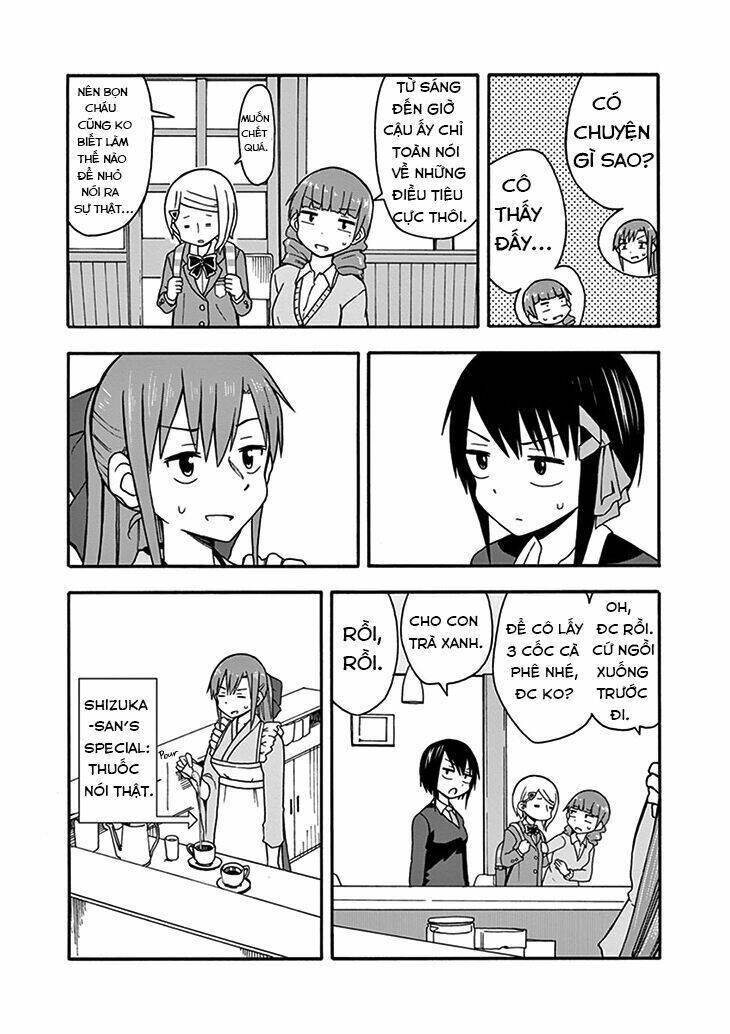 CÓ
CHUYỆN
GÌ SAO?
CÔ
THẤY
ĐẤY...
TỪ SÁNG
ĐẾN GIỜ
CẬU ẤY CHỈ
TOÀN NÓI
VỀ NHỮNG
ĐIỀU TIÊU
CỰC THÔI.
MUỐN
CHẾT
QUÁ.
NÊN BỌN
CHÁU
CŨNG KO
BIẾT LÀM
THẾ NÀO
ĐỂ NHỎ
NÓI RA
SỰ THẬT...
OH,
ĐC RỒI.
CỨ NGỒI
XUỐNG
TRƯỚC
ĐI.
ĐỂ CÔ LẤY
3 CỐC CÀ
PHÊ NHÉ,
ĐC KO?
CHO CON
TRÀ XANH.
RỒI,
RỒI.
SHIZUKA
-SAN'S
SPECIAL:
THUỐC
NÓI THẬT.
Pour